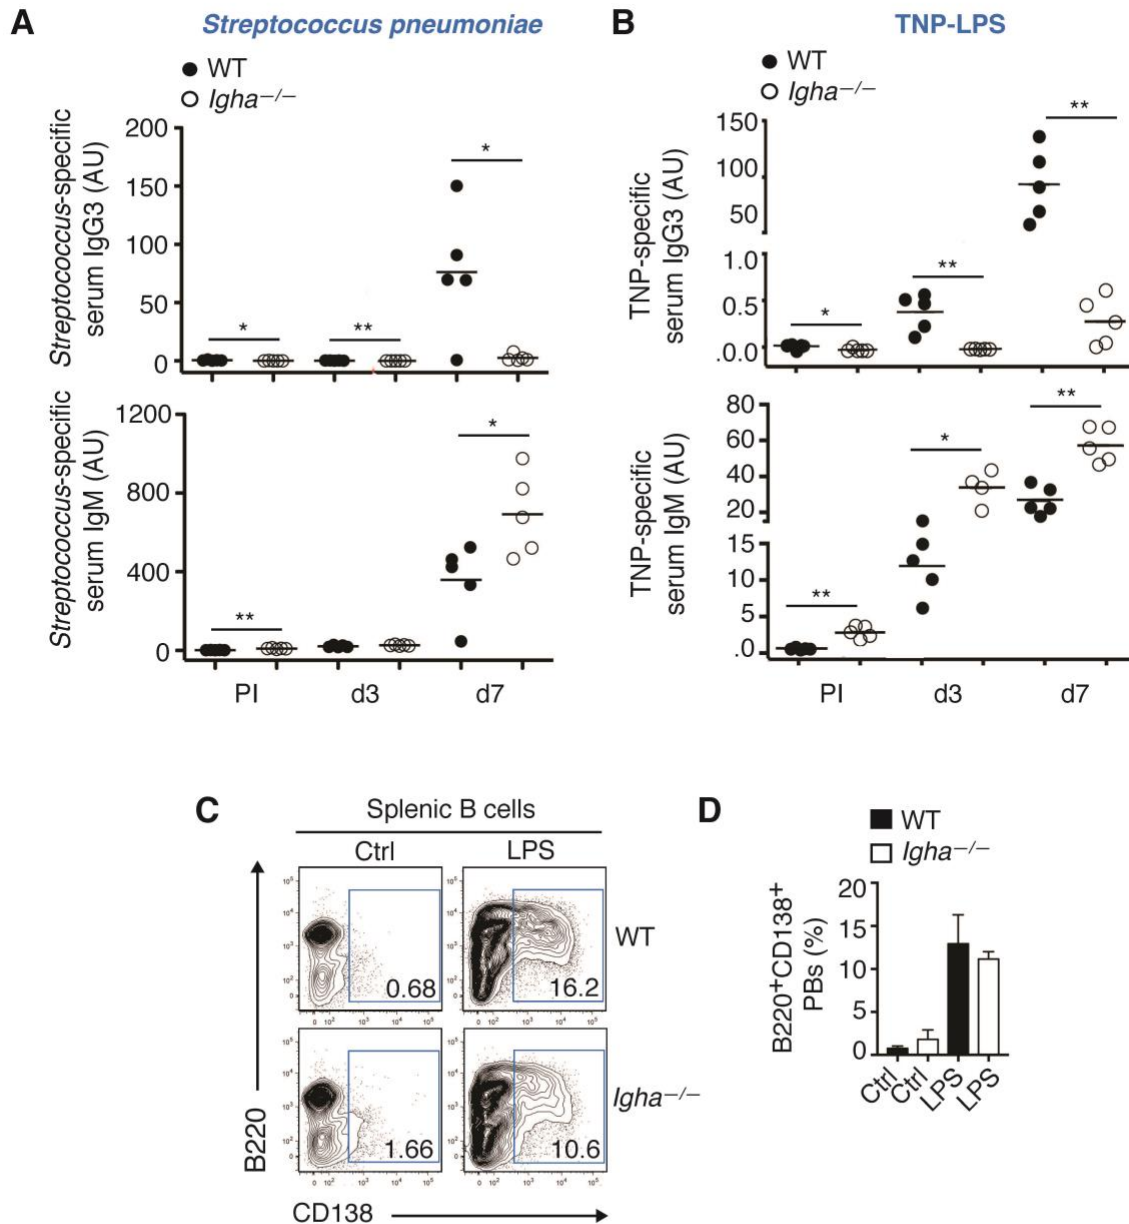 A
Streptococcus pneumoniae
● WT
○ Igha−/−
Streptococcus-specific
serum IgG3 (AU)
200
150
100
50
0
*
**
*
Streptococcus-specific
serum IgM (AU)
1200
800
400
0
**
*
PI d3 d7
B
TNP-LPS
● WT
○ Igha−/−
TNP-specific
serum IgG3 (AU)
150
100
50
1.0
0.5
.0.0
*
**
**
TNP-specific
serum IgM (AU)
80
60
40
20
15
10
5
.0
**
*
**
PI d3 d7
C
Splenic B cells
Ctrl LPS
0.68
16.2
WT
1.66
10.6
Igha−/−
B220
CD138
D
WT
Igha−/−
B220+CD138+
PBs (%)
20
15
10
5
0
Ctrl Ctrl LPS LPS